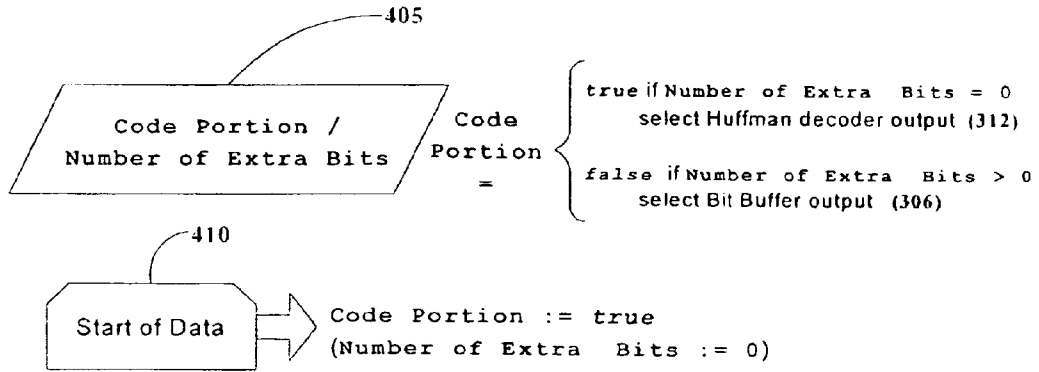 405
Code Portion /
Number of Extra Bits
Code
Portion
=
true if Number of Extra Bits = 0
select Huffman decoder output (312)
false if Number of Extra Bits > 0
select Bit Buffer output (306)
410
Start of Data
Code Portion := true
(Number of Extra Bits := 0)